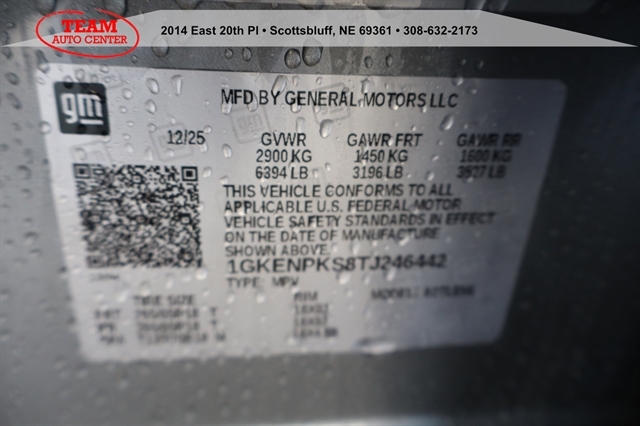 TEAM
AUTO CENTER
2014 East 20th Pl • Scottsbluff, NE 69361 • 308-632-2173
gm
MFD BY GENERAL MOTORS LLC
12/25 GVWR GAWR FRT GAWR RR
2900 KG 1450 KG 1600 KG
6394 LB 3196 LB 3527 LB
THIS VEHICLE CONFORMS TO ALL
APPLICABLE U.S. FEDERAL MOTOR
VEHICLE SAFETY STANDARDS IN EFFECT
ON THE DATE OF MANUFACTURE
SHOWN ABOVE.
1GKENPKS8TJ246442
TYPE: MPV
TIRE SIZE RIM